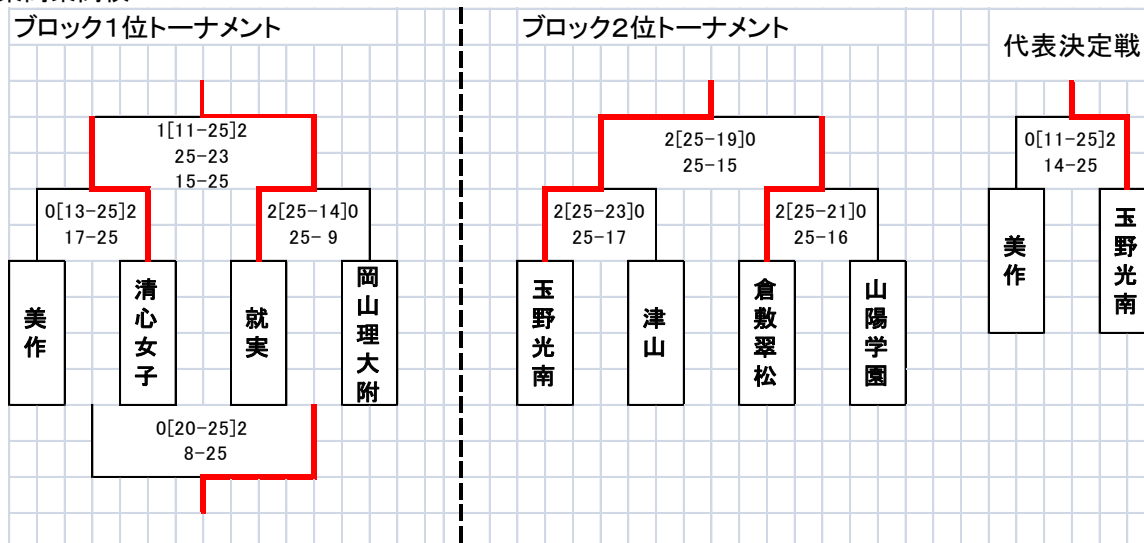 ブロック1位トーナメント
1[11-25]2
25-23
15-25
0[13-25]2
17-25
2[25-14]0
25- 9
美作
清心女子
就実
岡山理大附
0[20-25]2
8-25
ブロック2位トーナメント
2[25-19]0
25-15
2[25-23]0
25-17
2[25-21]0
25-16
玉野光南
津山
倉敷翠松
山陽学園
代表決定戦
0[11-25]2
14-25
美作
玉野光南